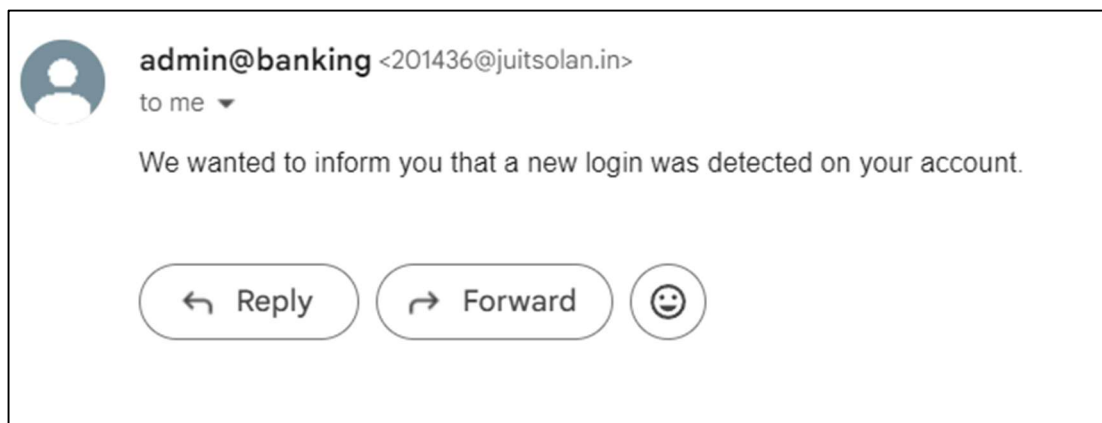 admin@banking <201436@juitsolan.in>
to me
We wanted to inform you that a new login was detected on your account.
Reply Forward